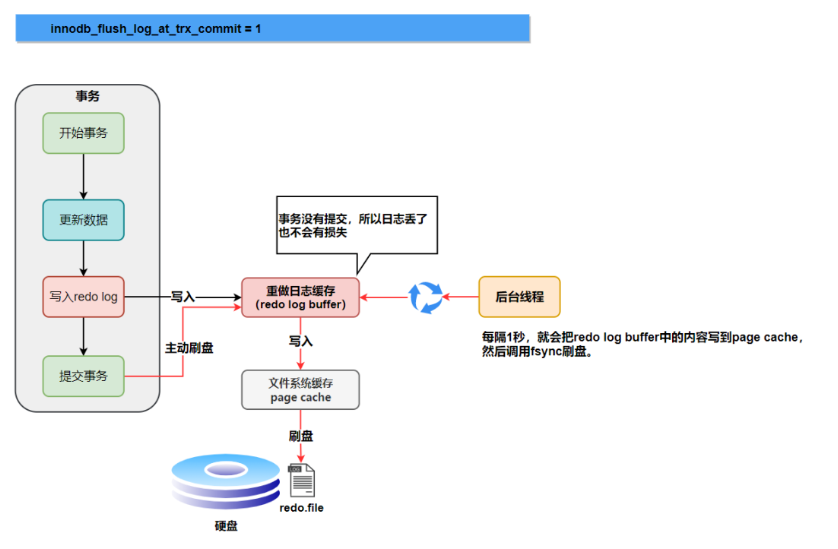 innodb_flush_log_at_trx_commit = 1
事务
开始事务
更新数据
写入redo log
提交事务
写入
主动刷盘
事务没有提交，所以日志丢了
也不会有损失
重做日志缓存
(redo log buffer)
后台线程
每隔1秒，就会把redo log buffer中的内容写到page cache，
然后调用fsync刷盘。
写入
文件系统缓存
page cache
刷盘
LOG
redo.file
硬盘